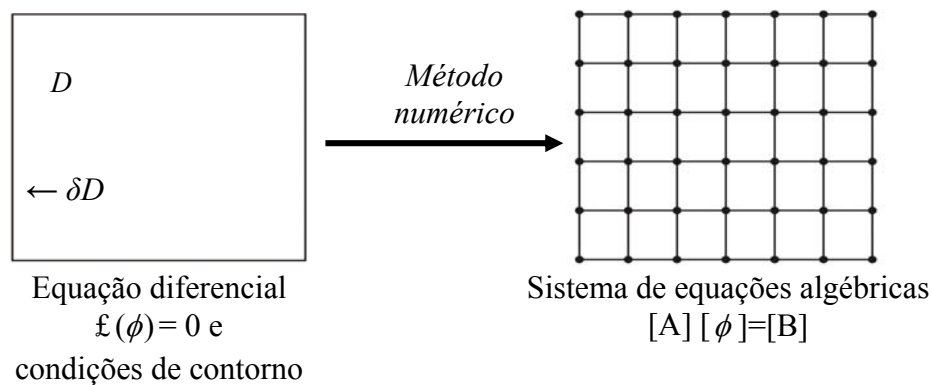 D
← δD
Método
numérico
Equação diferencial
£(ϕ) = 0 e
condições de contorno
Sistema de equações algébricas
[A] [ ϕ ]=[B]